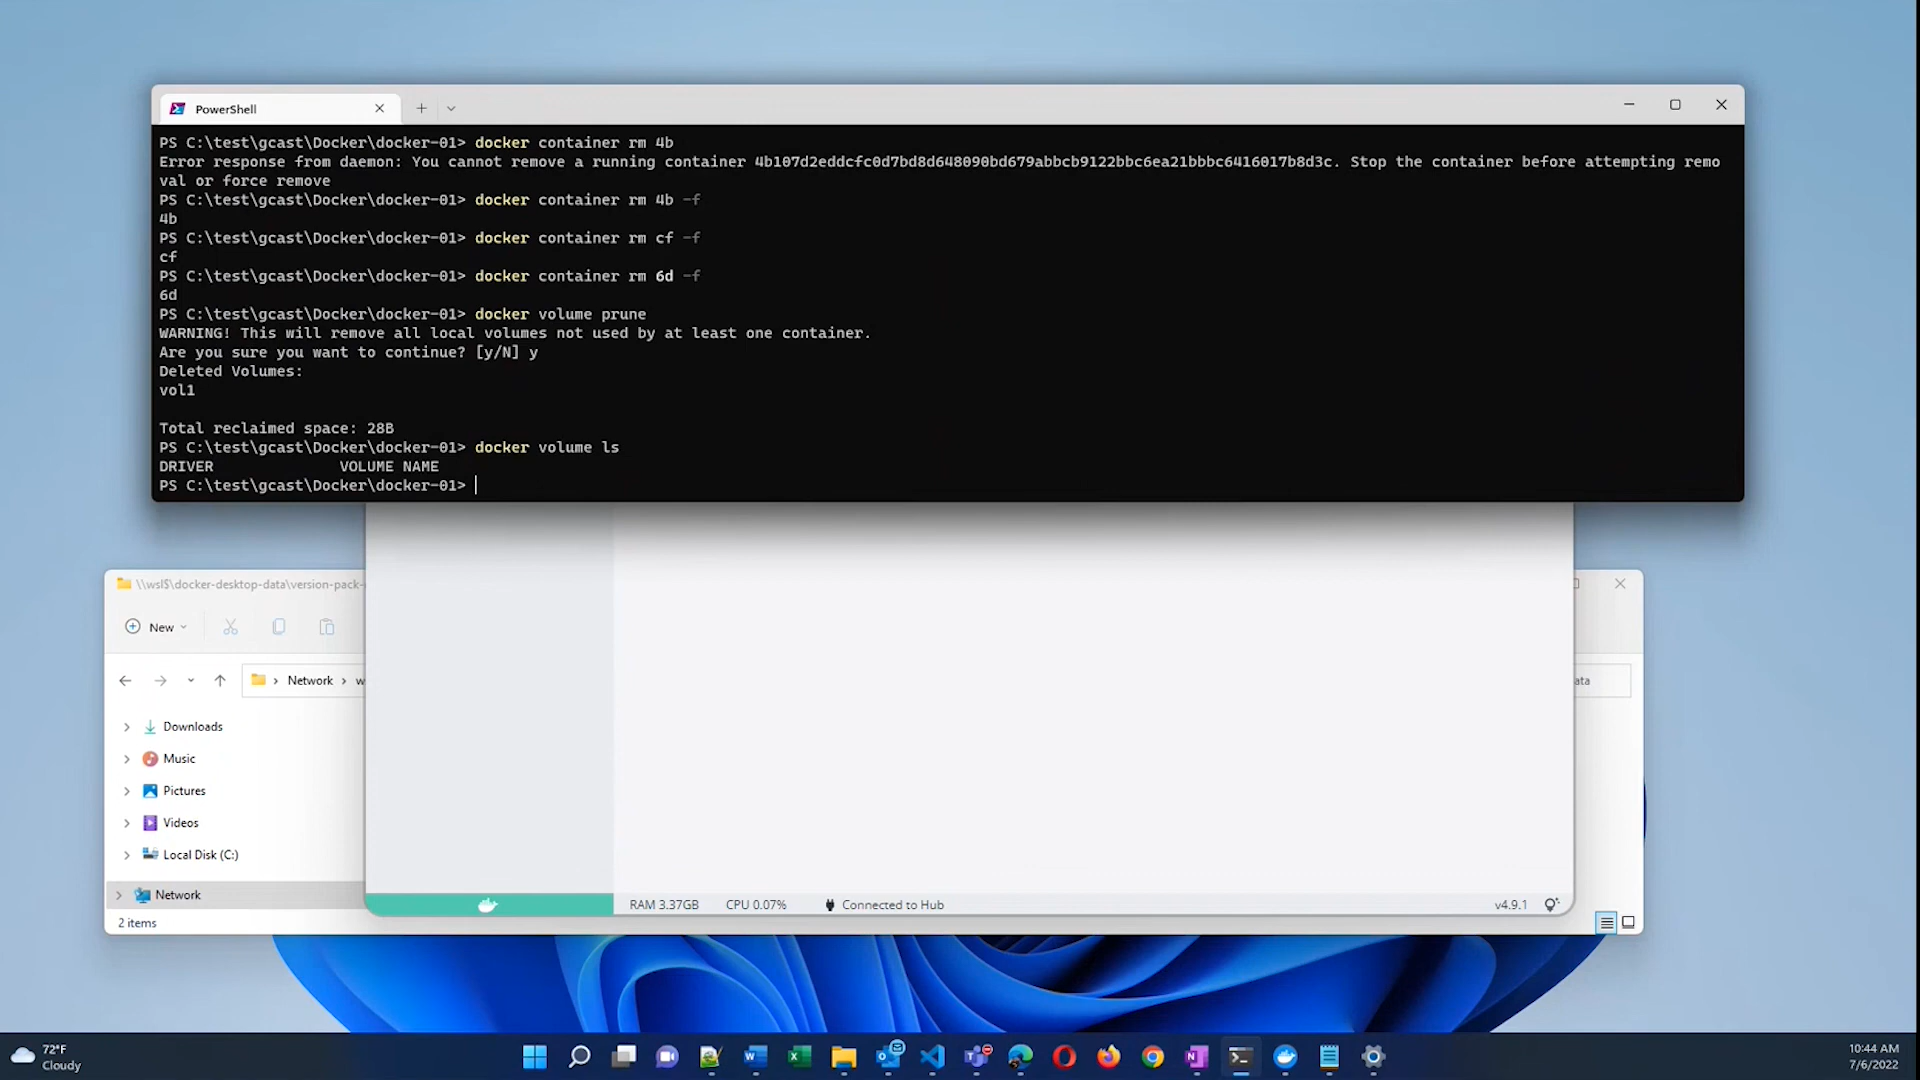 PowerShell
PS C:\test\gcast\Docker\docker-01> docker container rm 4b
Error response from daemon: You cannot remove a running container 4b107d2eddcfc0d7bd8d648090bd679abbcb9122bbc6ea21bbbc6416017b8d3c. Stop the container before attempting remo
val or force remove
PS C:\test\gcast\Docker\docker-01> docker container rm 4b -f
4b
PS C:\test\gcast\Docker\docker-01> docker container rm cf -f
cf
PS C:\test\gcast\Docker\docker-01> docker container rm 6d -f
6d
PS C:\test\gcast\Docker\docker-01> docker volume prune
WARNING! This will remove all local volumes not used by at least one container.
Are you sure you want to continue? [y/N] y
Deleted Volumes:
vol1
Total reclaimed space: 28B
PS C:\test\gcast\Docker\docker-01> docker volume ls
DRIVER VOLUME NAME
PS C:\test\gcast\Docker\docker-01>
\\wsl$\docker-desktop-data\version-pack-
New
Network > w
ata
Downloads
Music
Pictures
Videos
Local Disk (C:)
Network
2 items
RAM 3.37GB CPU 0.07% Connected to Hub v4.9.1
72°F
Cloudy
10:44 AM
7/6/2022